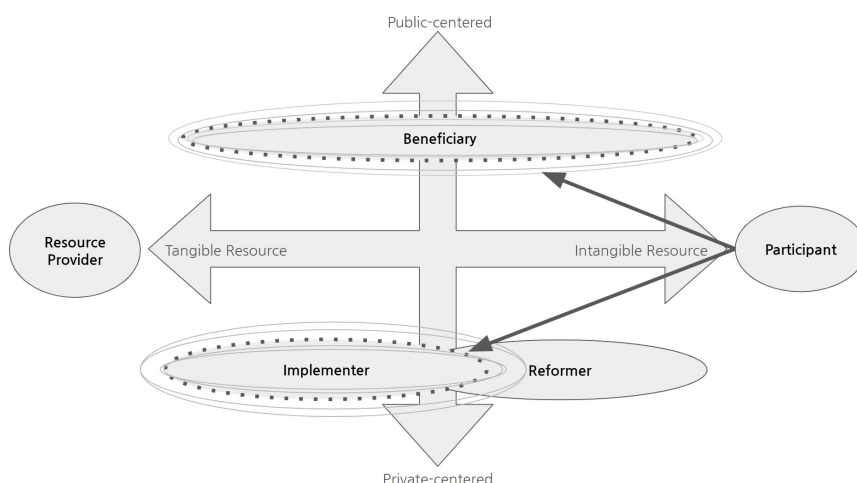 Public-centered
Beneficiary
Resource
Provider
Tangible Resource
Intangible Resource
Participant
Implementer
Reformer
Private-centered